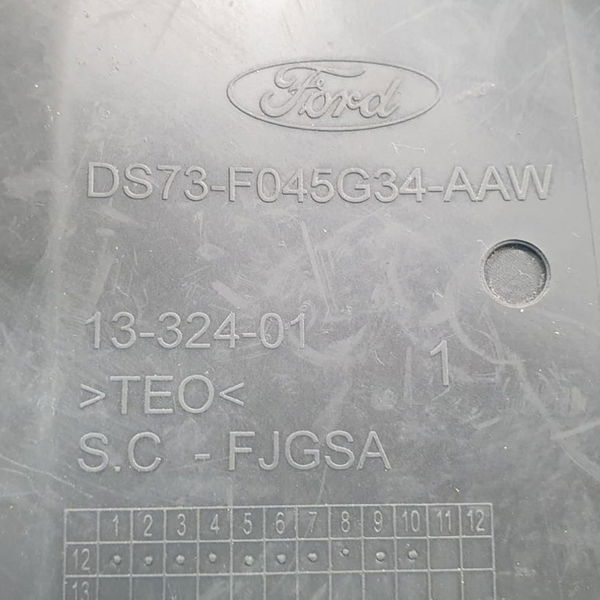 Ford
DS73-F045G34-AAW
13-324-01
1
>TEO<
S.C - FJGSA
1 2 3 4 5 6 7 8 9 10 11 12
12
13